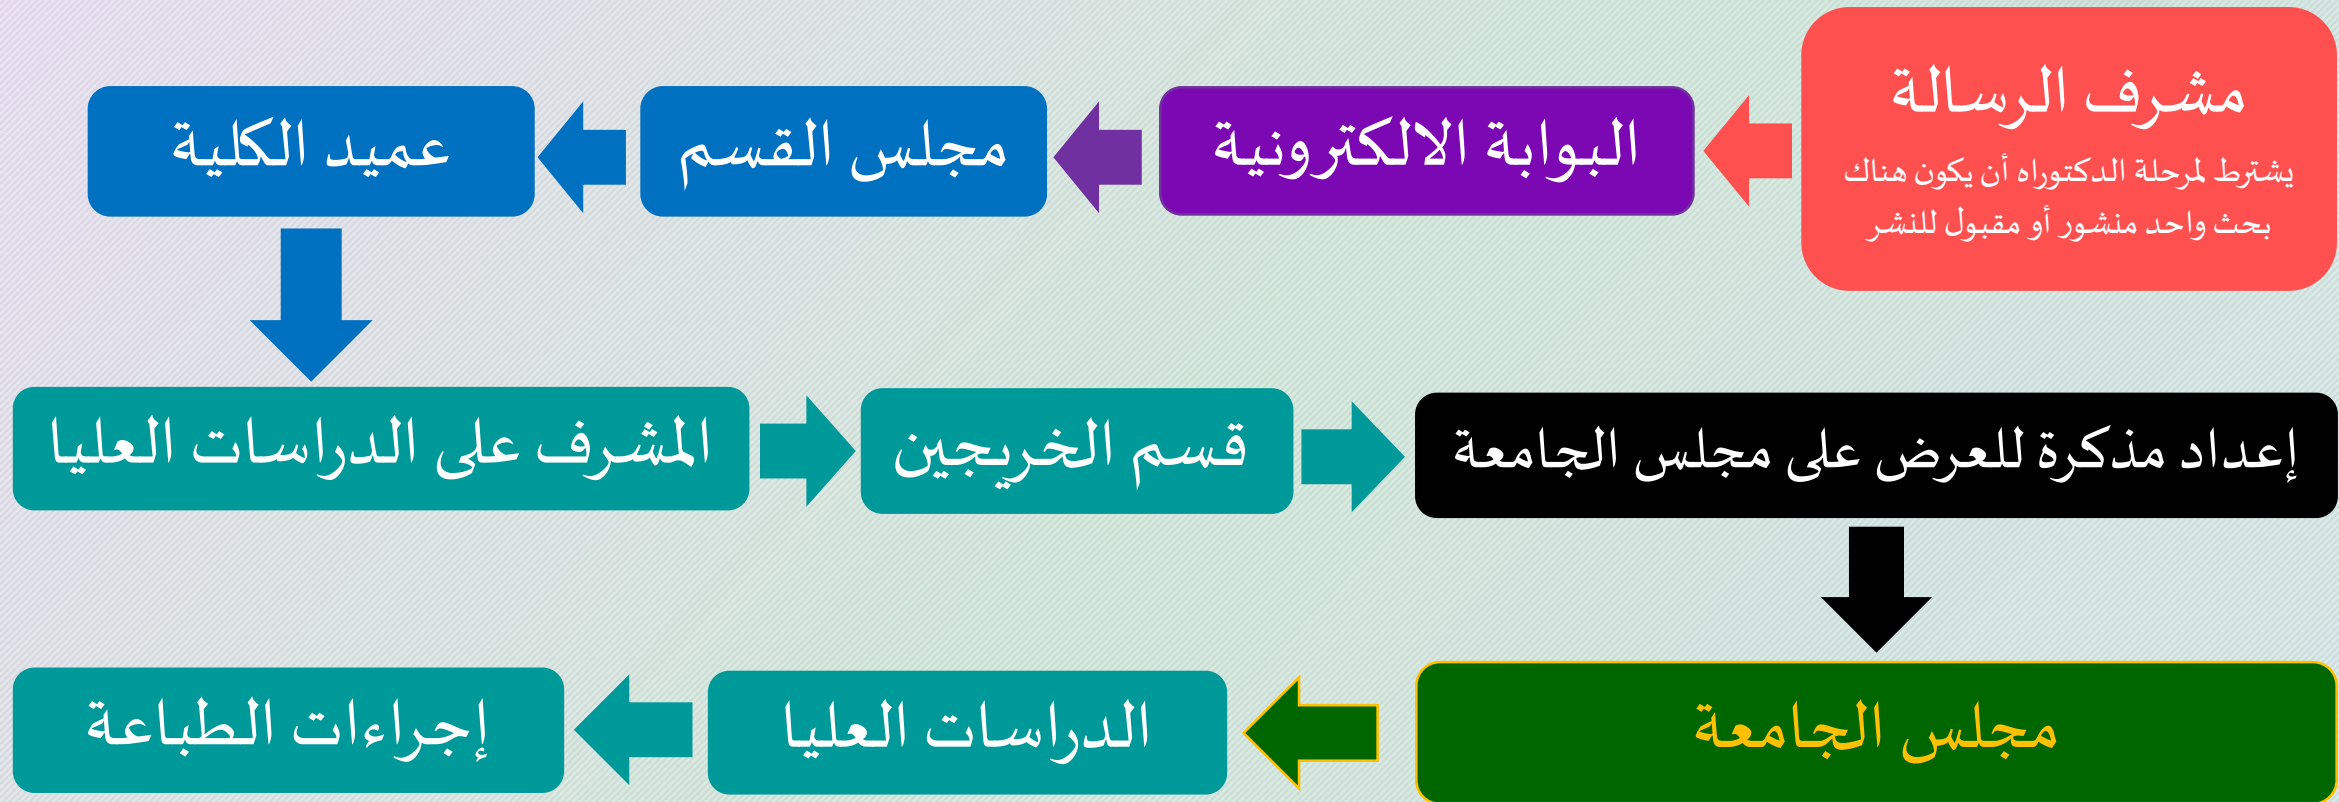 مشرف الرسالة
يشترط لمرحلة الدكتوراه أن يكون هناك
بحث واحد منشور أو مقبول للنشر
البوابة الالكترونية
مجلس القسم
عميد الكلية
المشرف على الدراسات العليا
قسم الخريجين
إعداد مذكرة للعرض على مجلس الجامعة
مجلس الجامعة
الدراسات العليا
إجراءات الطباعة